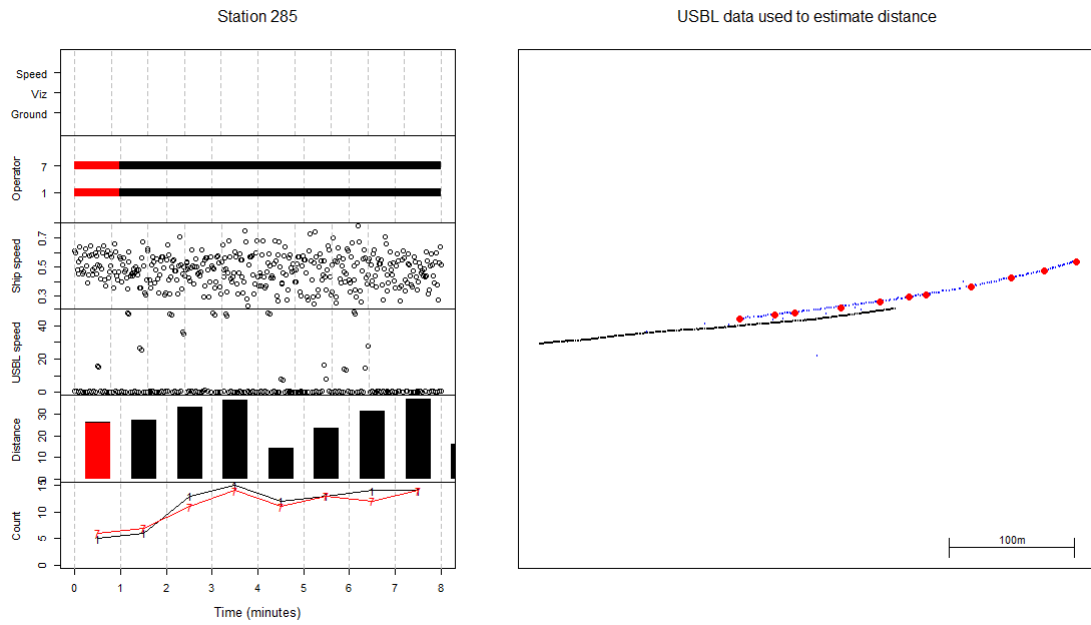 Station 285
USBL data used to estimate distance
Speed
Viz
Ground
Operator
7
1
Ship speed
0.7
0.5
0.3
USBL speed
40
20
0
Distance
30
20
10
0
Count
15
10
5
0
0 1 2 3 4 5 6 7 8
Time (minutes)
100m